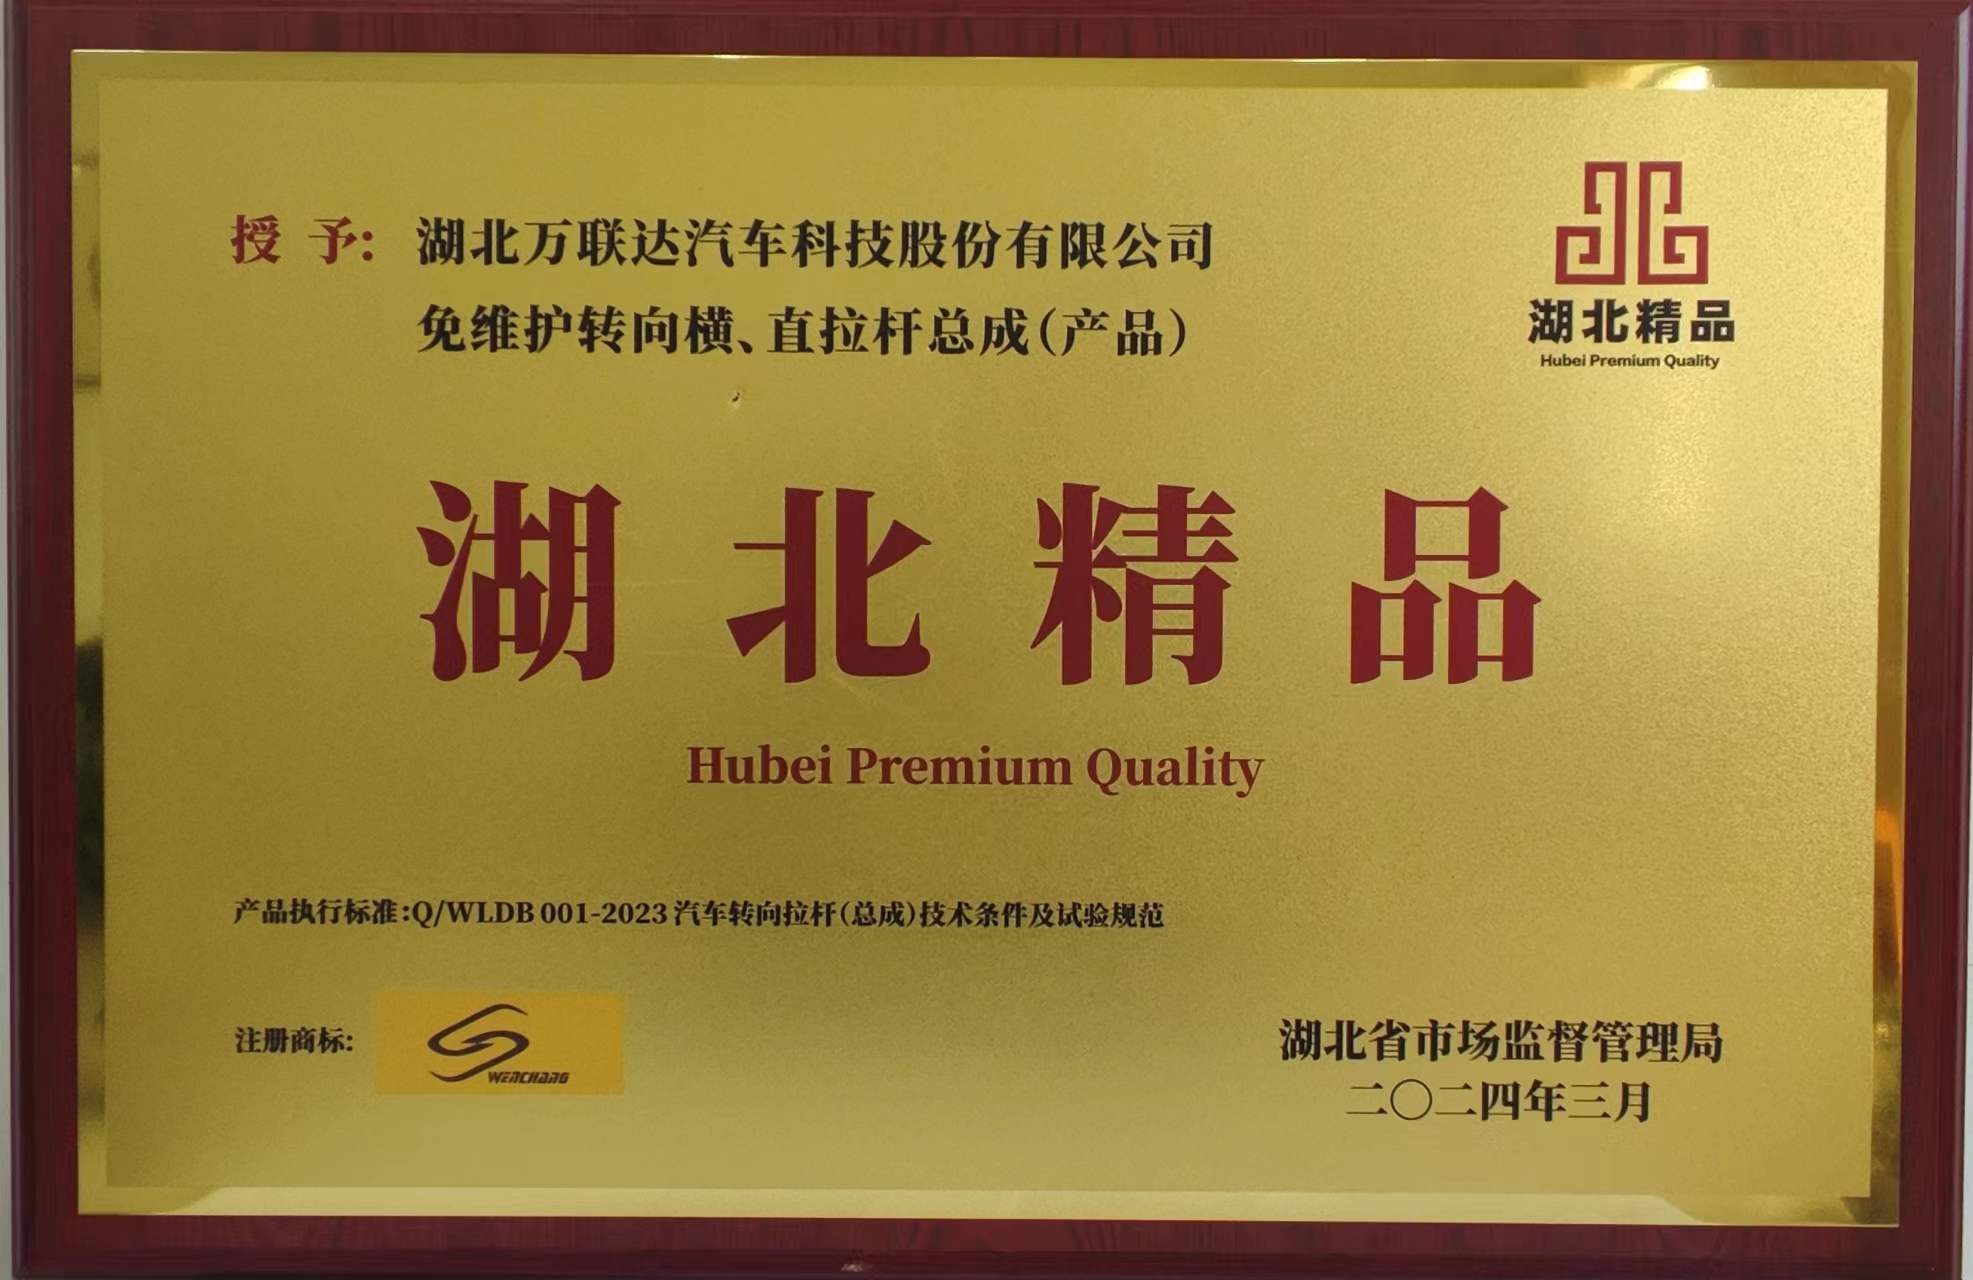 授 予: 湖北万联达汽车科技股份有限公司
免维护转向横、直拉杆总成(产品)
湖北精品
Hubei Premium Quality
湖北精品
Hubei Premium Quality
产品执行标准:Q/WLDB 001-2023 汽车转向拉杆(总成)技术条件及试验规范
注册商标:
WENCHANG
湖北省市场监督管理局
二〇二四年三月